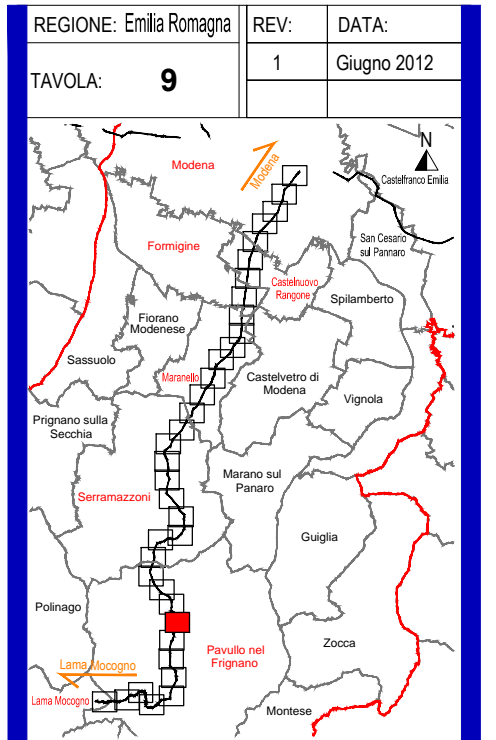 REGIONE: Emilia Romagna
REV:
DATA:
TAVOLA: 9
1
Giugno 2012
Modena
Modena
N
Castelfranco Emilia
San Cesario
sul Pannaro
Formigine
Castelnuovo
Rangone
Spilamberto
Fiorano
Modenese
Sassuolo
Maranello
Castelvetro di
Modena
Vignola
Prignano sulla
Secchia
Marano sul
Panaro
Serramazzoni
Guiglia
Polinago
Pavullo nel
Frignano
Zocca
Lama Mocogno
Lama Mocogno
Montese